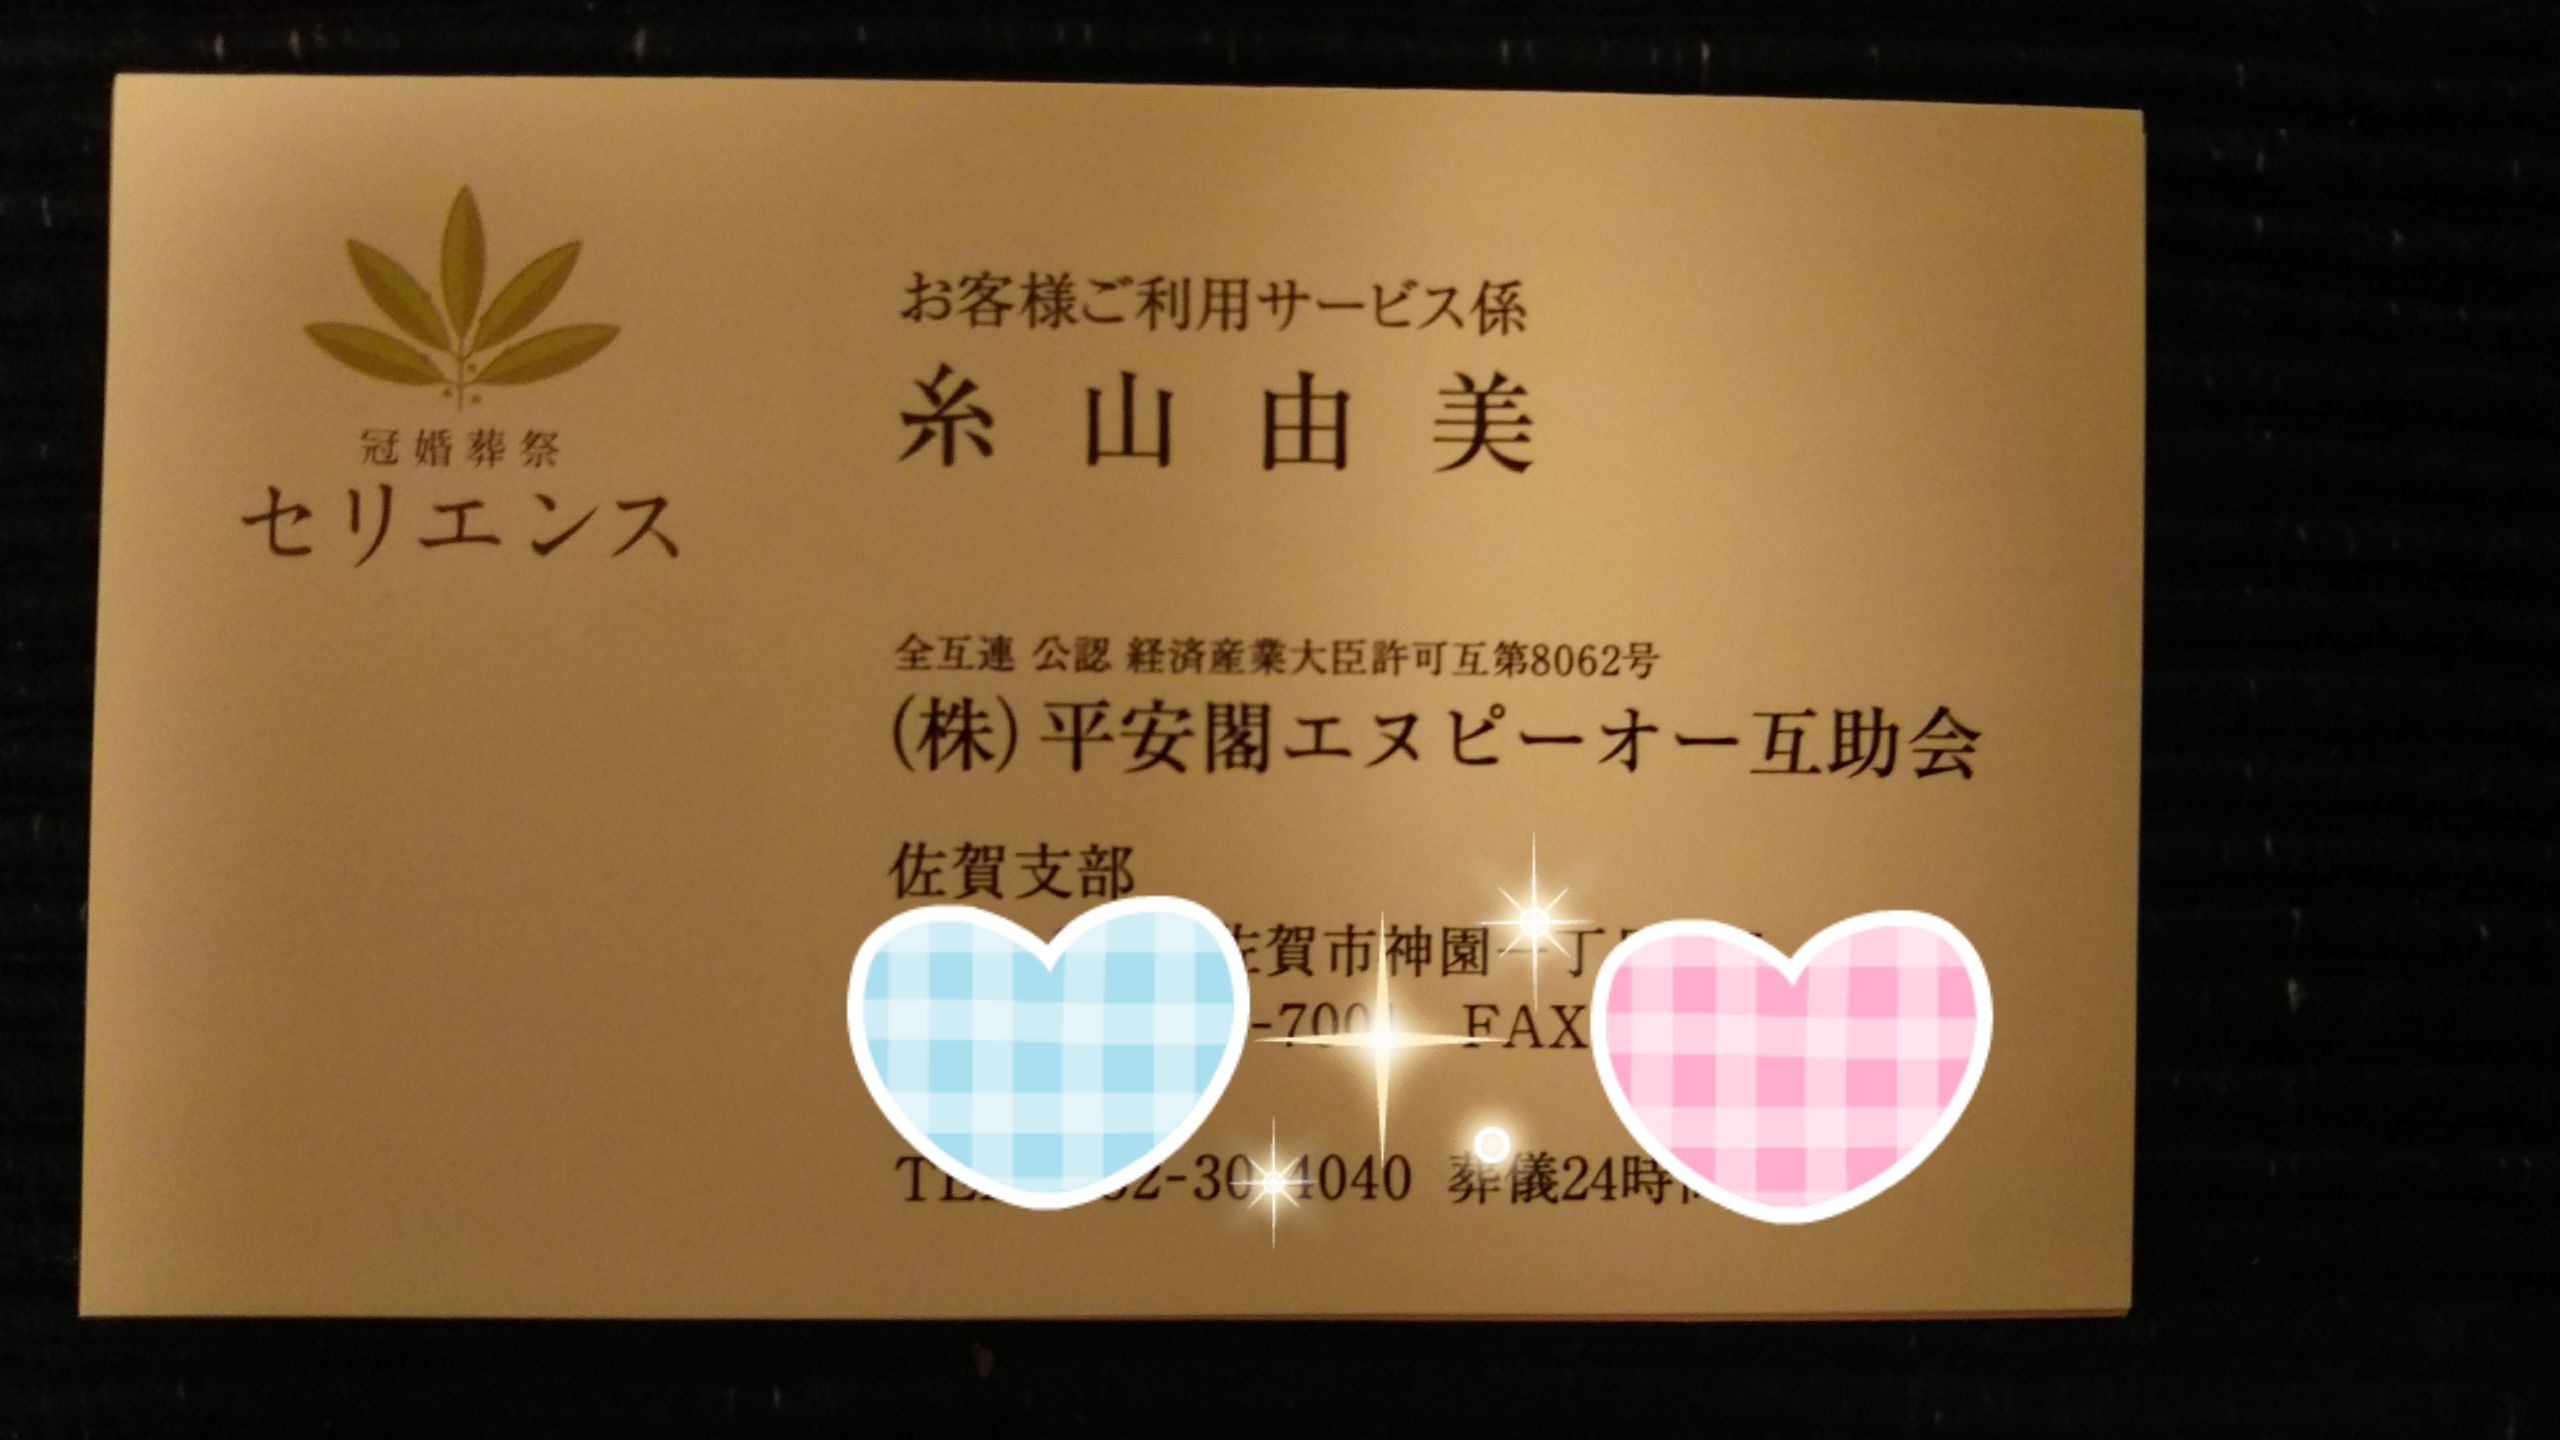 冠婚葬祭
セリエンス
お客様ご利用サービス係
糸山由美
全互連 公認 経済産業大臣許可互第8062号
(株)平安閣エヌピーオー互助会
佐賀支部
賀市神園一丁
-700 FAX
2-30 4040 葬儀24時